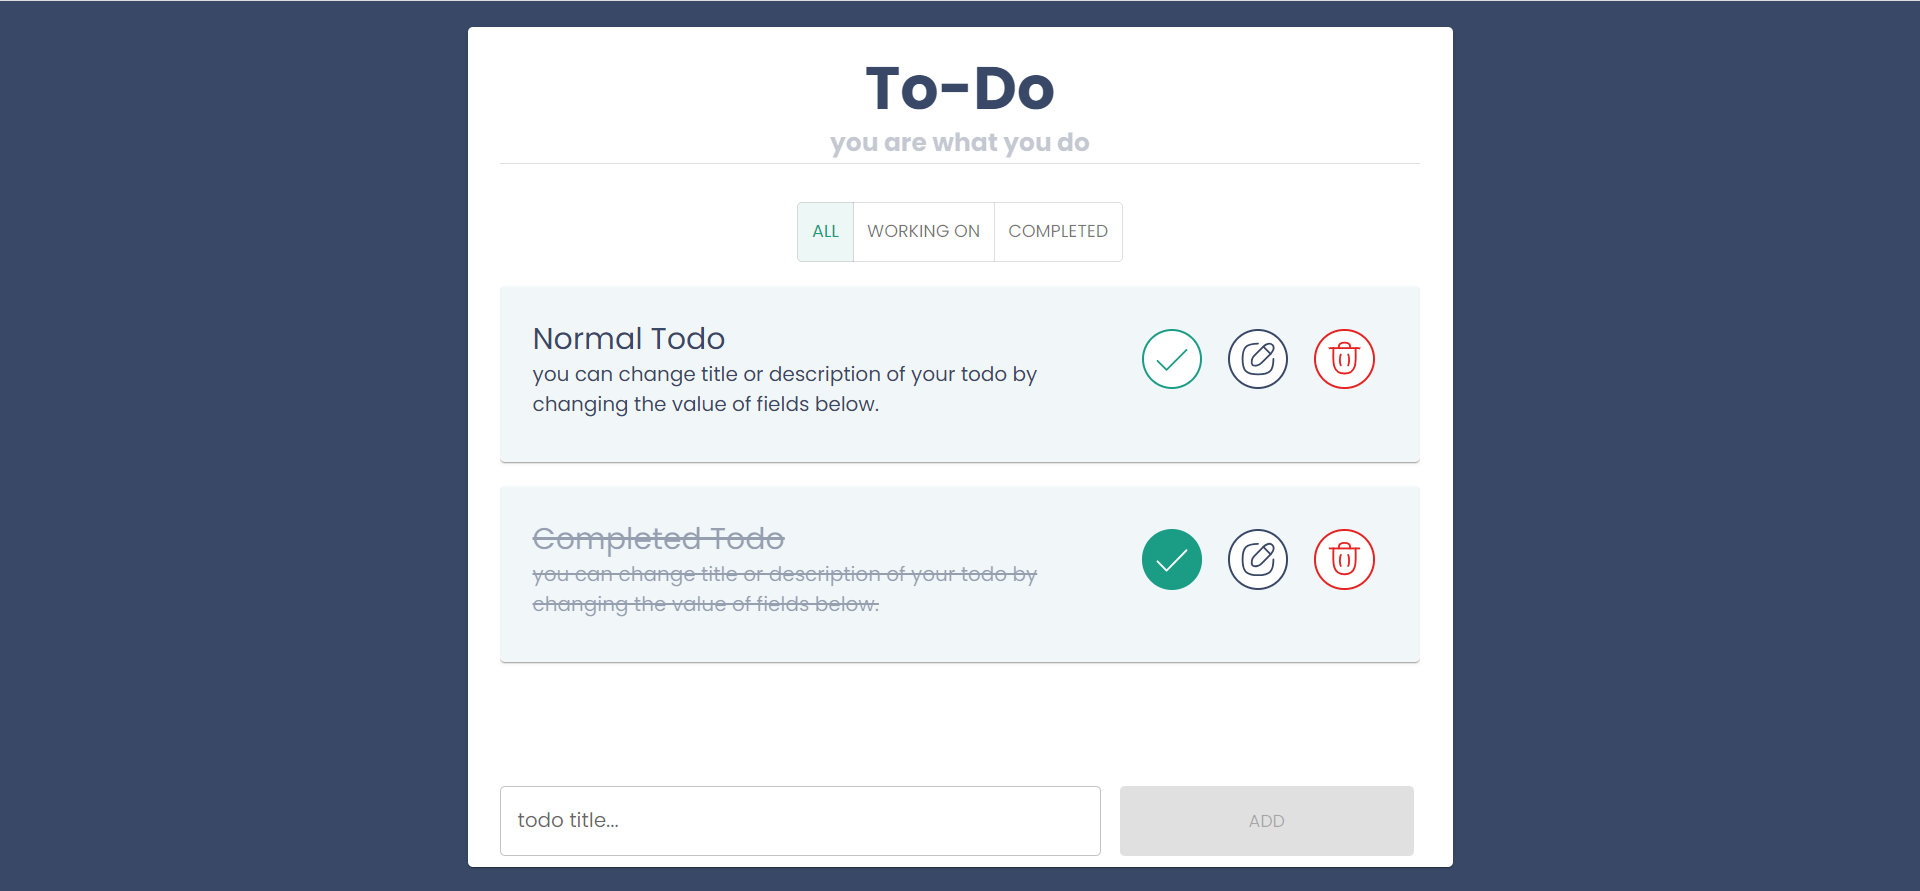 To-Do
you are what you do
ALL WORKING ON COMPLETED
Normal Todo
you can change title or description of your todo by
changing the value of fields below.
Completed Todo
you can change title or description of your todo by
changing the value of fields below.
todo title... ADD